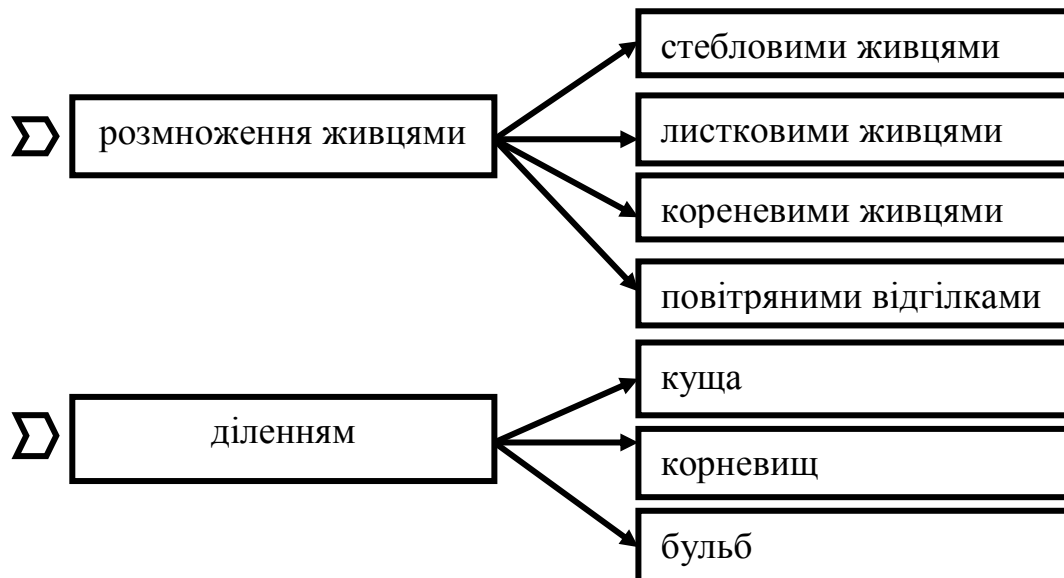 розмноження живцями
стебловими живцями
листковими живцями
кореневими живцями
повітряними відгілками
діленням
куща
корневищ
бульб